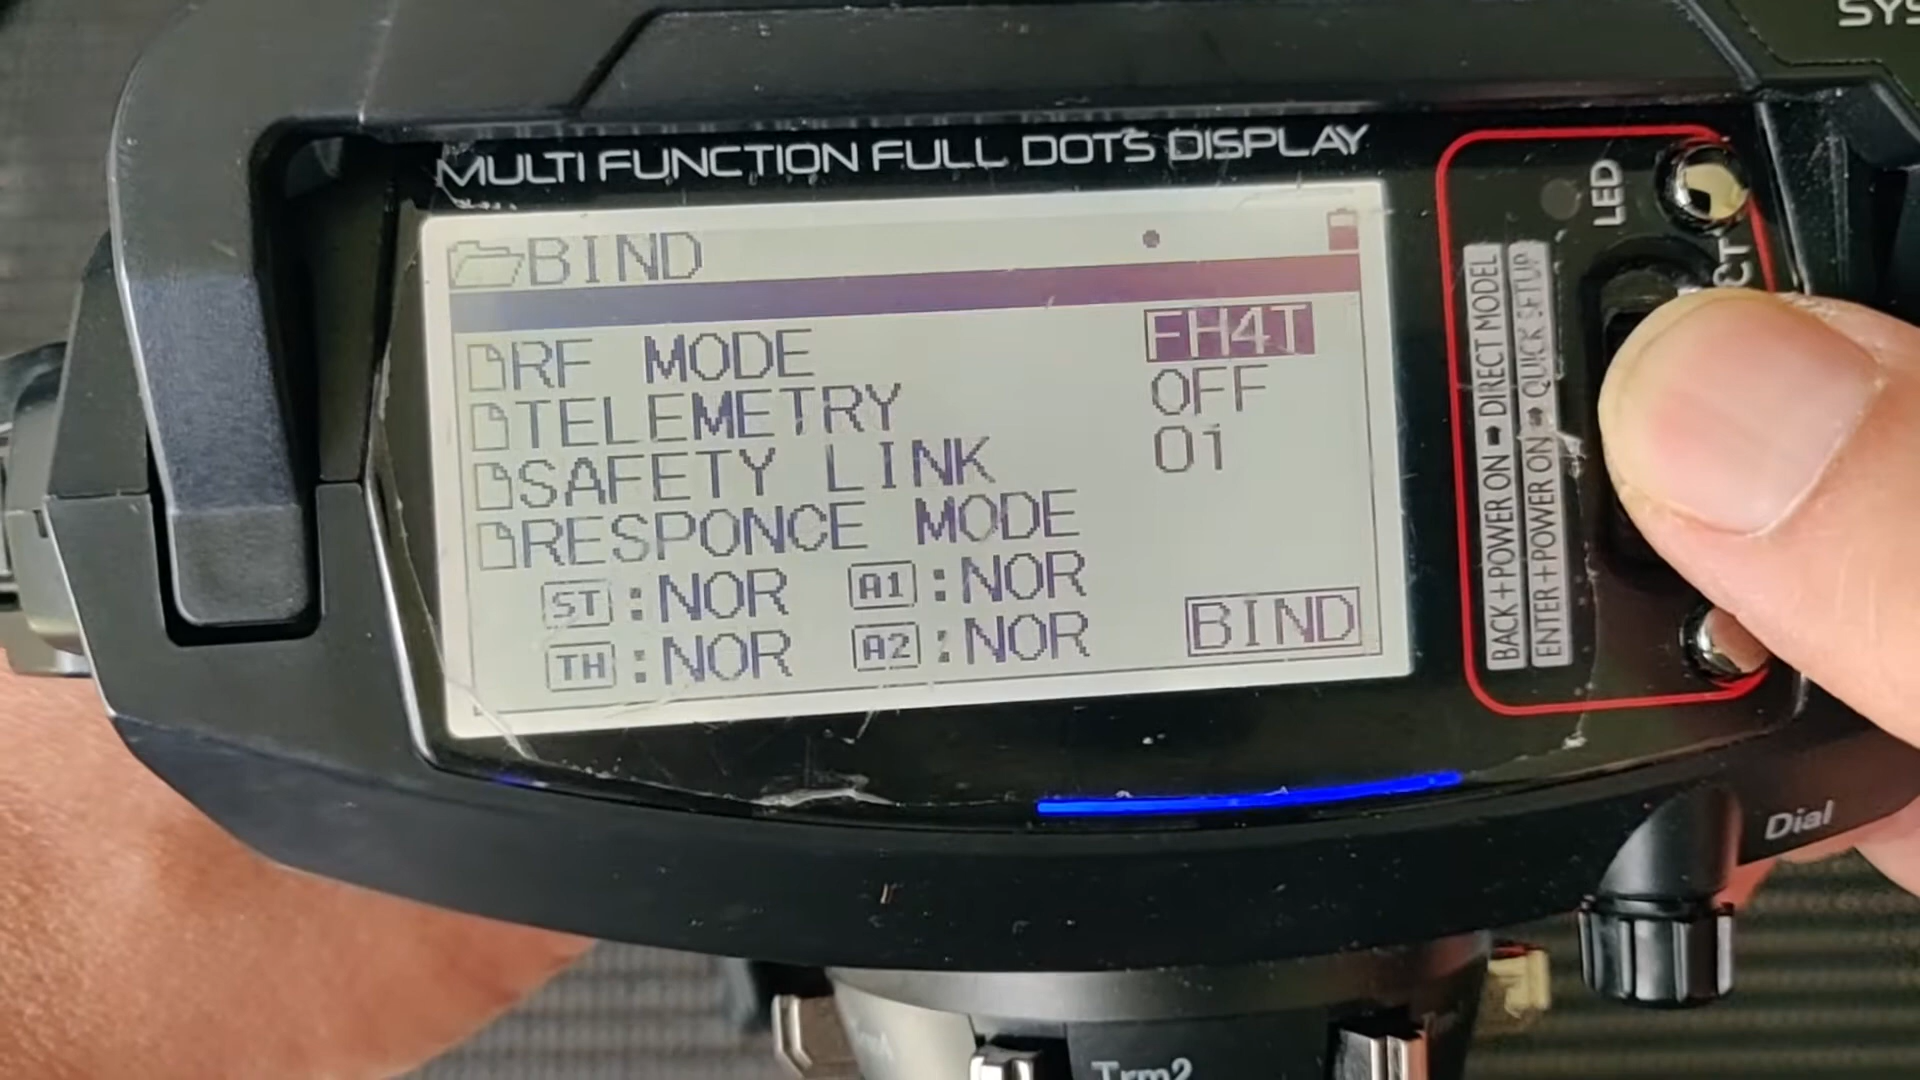 SYS
MULTI FUNCTION FULL DOTS DISPLAY
LED
BIND
RF MODE FH4T
TELEMETRY OFF
SAFETY LINK 01
RESPONCE MODE
ST :NOR A1 :NOR
TH :NOR A2 :NOR
BIND
BACK+POWER ON ➡ DIRECT MODEL
ENTER+POWER ON ➡ QUICK SETUP
Dial
Trm2